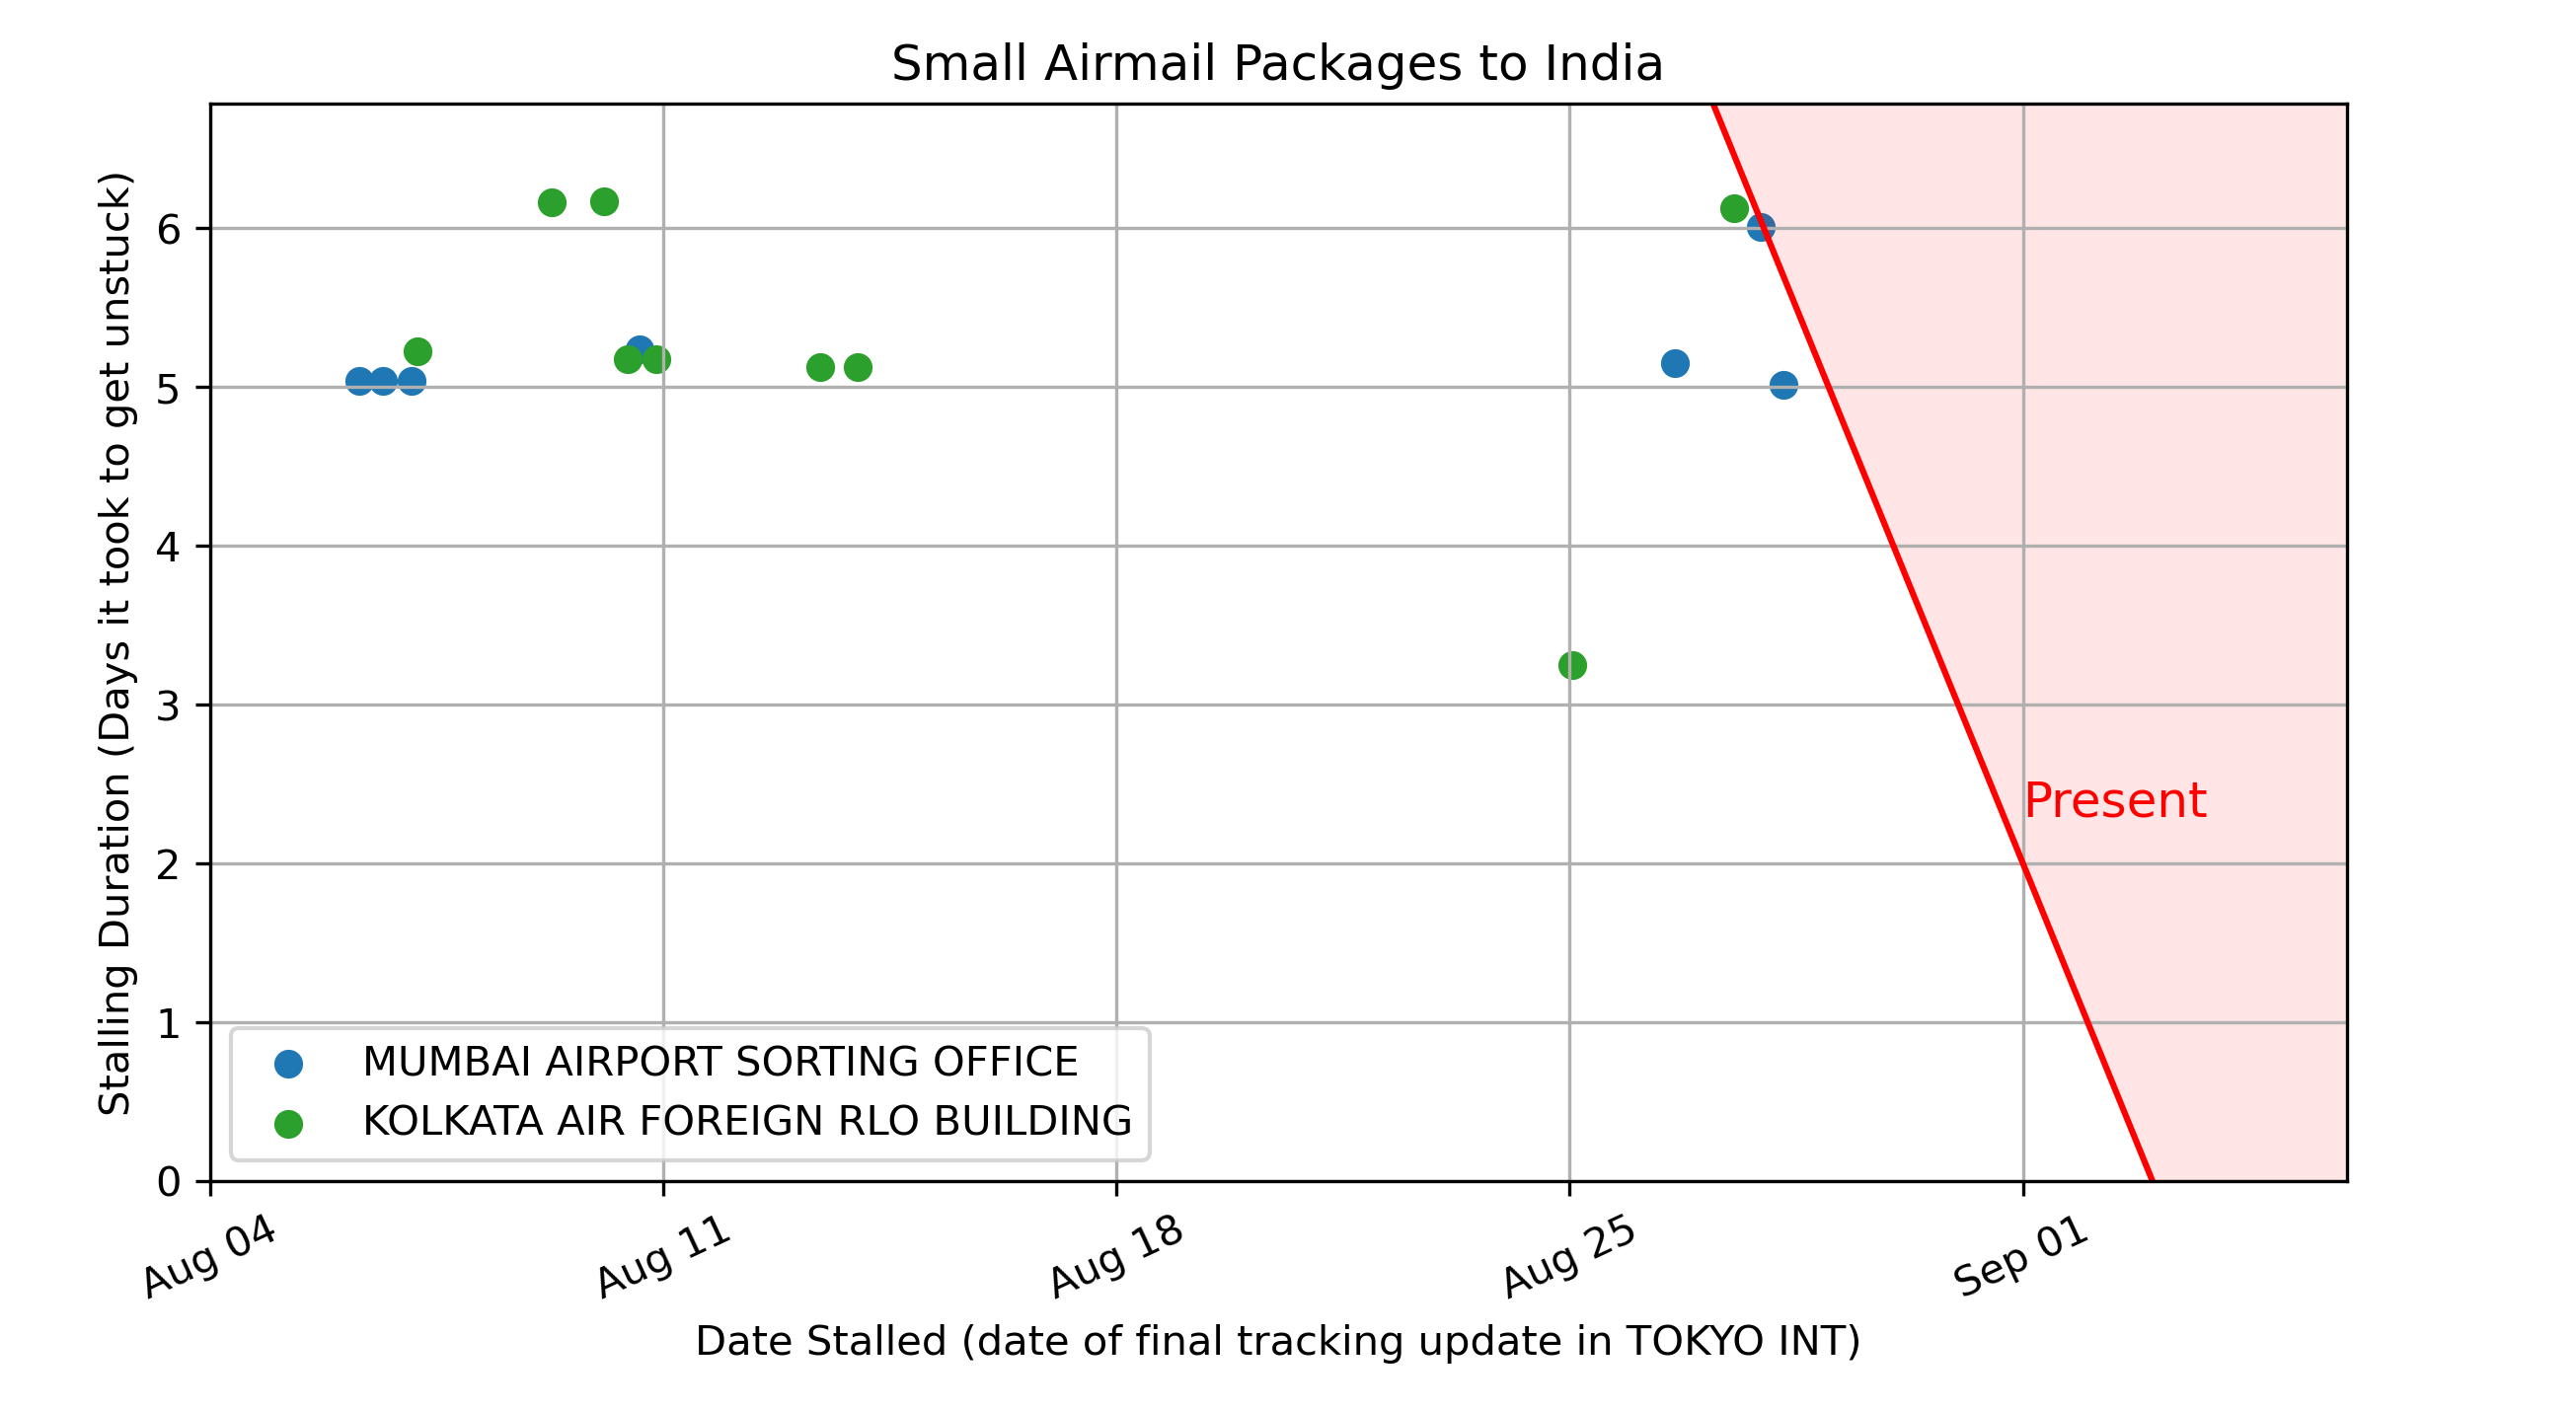 Small Airmail Packages to India
Stalling Duration (Days it took to get unstuck)
6
5
4
3
2
1
0
Present
MUMBAI AIRPORT SORTING OFFICE
KOLKATA AIR FOREIGN RLO BUILDING
Aug 04
Aug 11
Aug 18
Aug 25
Sep 01
Date Stalled (date of final tracking update in TOKYO INT)